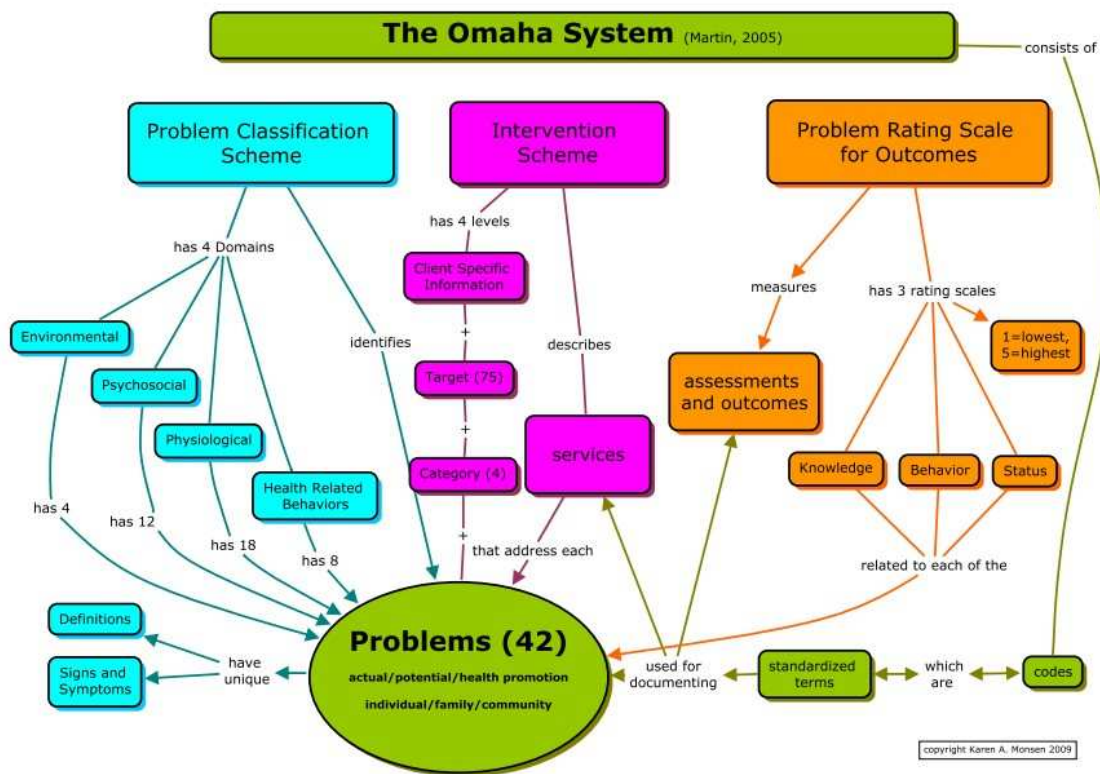 The Omaha System (Martin, 2005)
consists of
Problem Classification
Scheme
Intervention
Scheme
Problem Rating Scale
for Outcomes
has 4 Domains
has 4 levels
Client Specific
Information
measures
has 3 rating scales
Environmental
identifies
+
describes
1=lowest,
5=highest
Psychosocial
Target (75)
assessments
and outcomes
Physiological
+
services
Knowledge
Behavior
Status
Category (4)
Health Related
Behaviors
has 4
has 12
has 18
has 8
+
that address each
related to each of the
Definitions
Signs and
Symptoms
have
unique
Problems (42)
actual/potential/health promotion
individual/family/community
used for
documenting
standardized
terms
which
are
codes
copyright Karen A. Monsen 2009